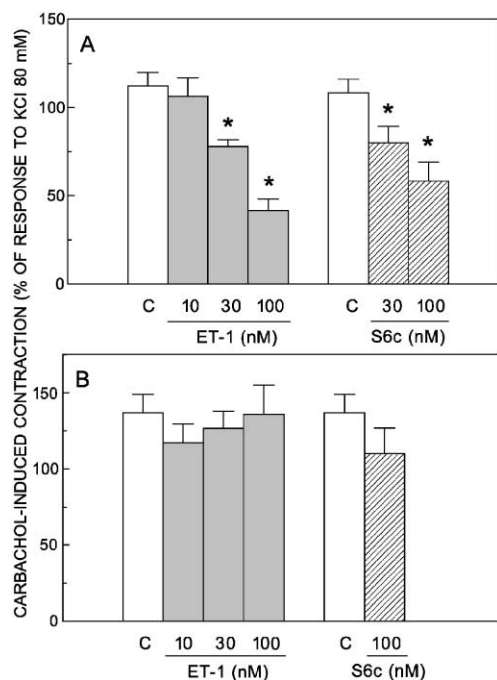 CARBACHOL-INDUCED CONTRACTION (% OF RESPONSE TO KCl 80 mM)
A
150
100
50
0
* * * *
C 10 30 100 C 30 100
ET-1 (nM) S6c (nM)
B
150
100
50
0
C 10 30 100 C 100
ET-1 (nM) S6c (nM)